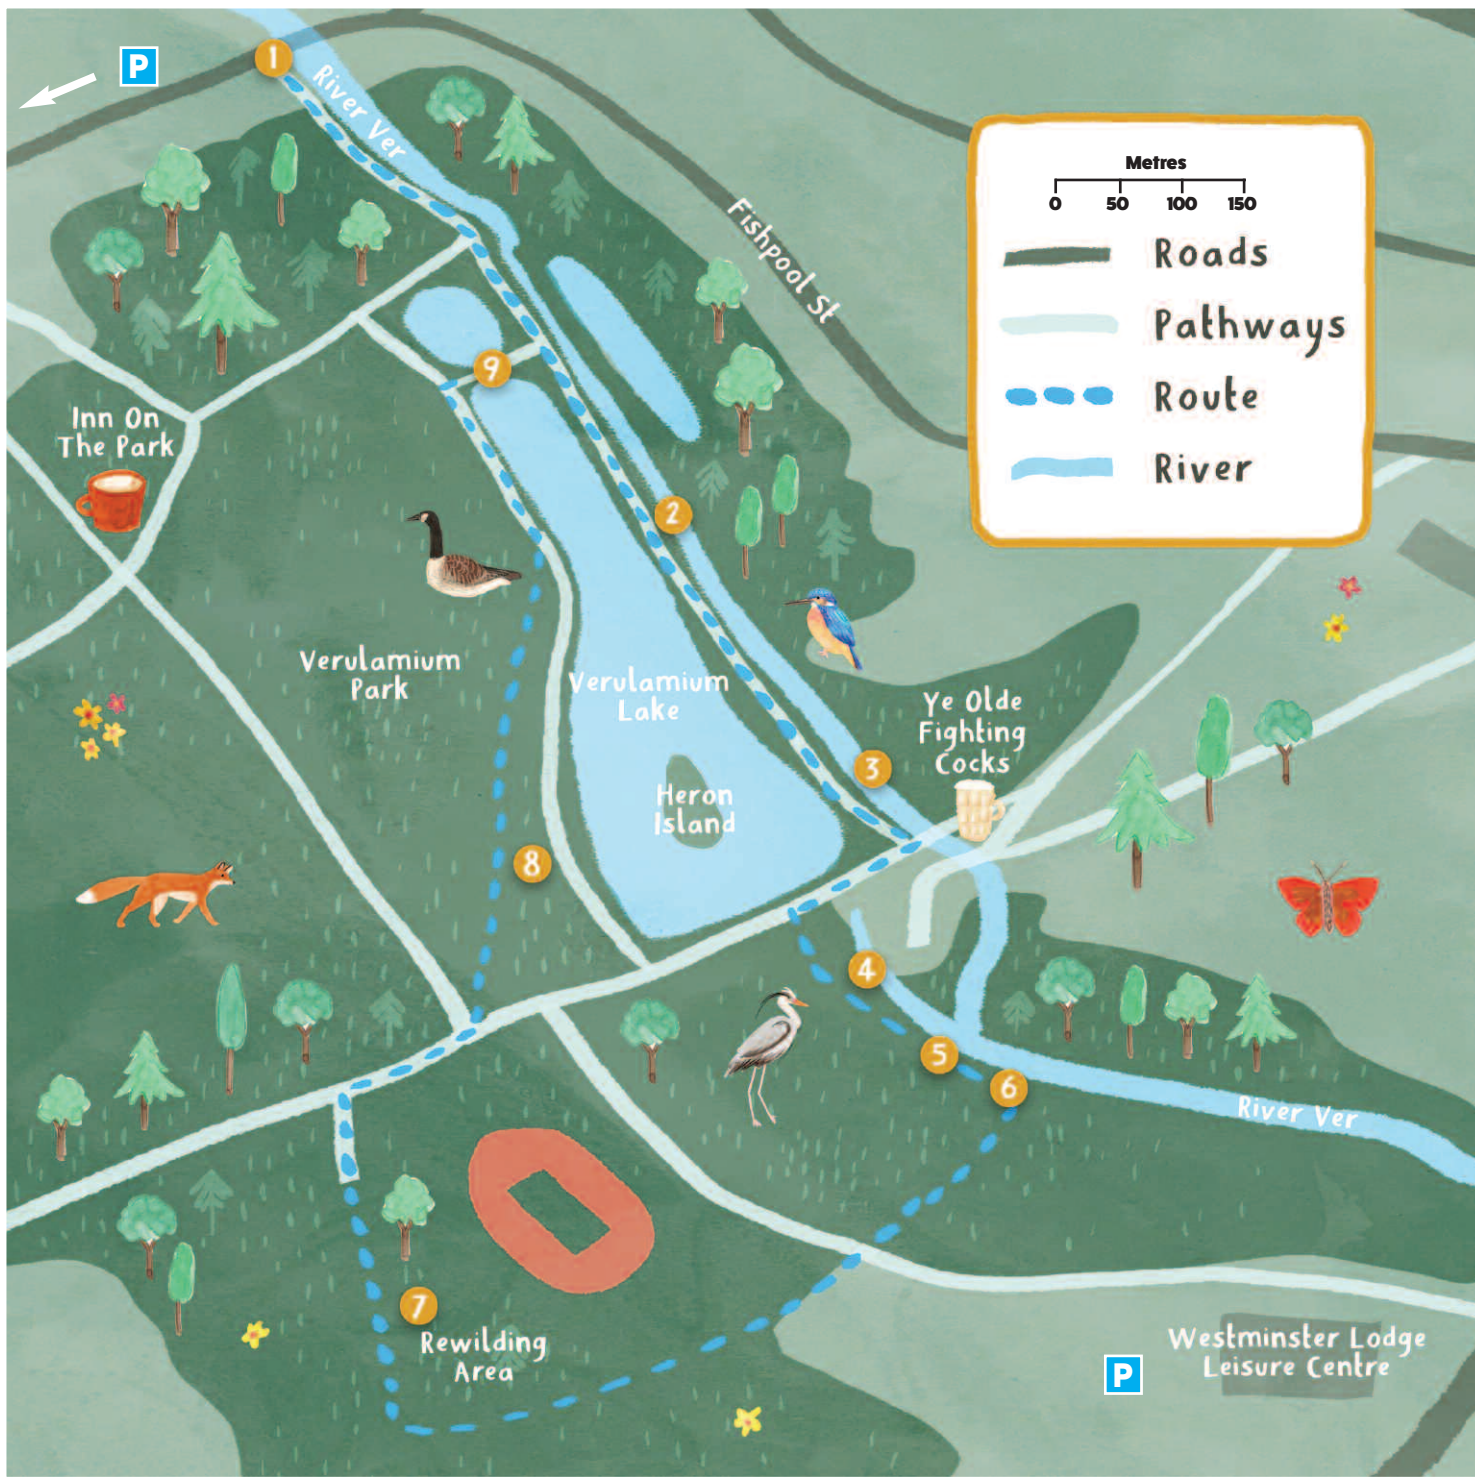 P
1
River Ver
Metres
0 50 100 150
Roads
Pathways
Route
River
Fishpool St
9
Inn On
The Park
2
Verulamium
Park
Verulamium
Lake
Ye Olde
Fighting
Cocks
3
Heron
Island
8
4
5
6
River Ver
7
Rewilding
Area
Westminster Lodge
Leisure Centre
P